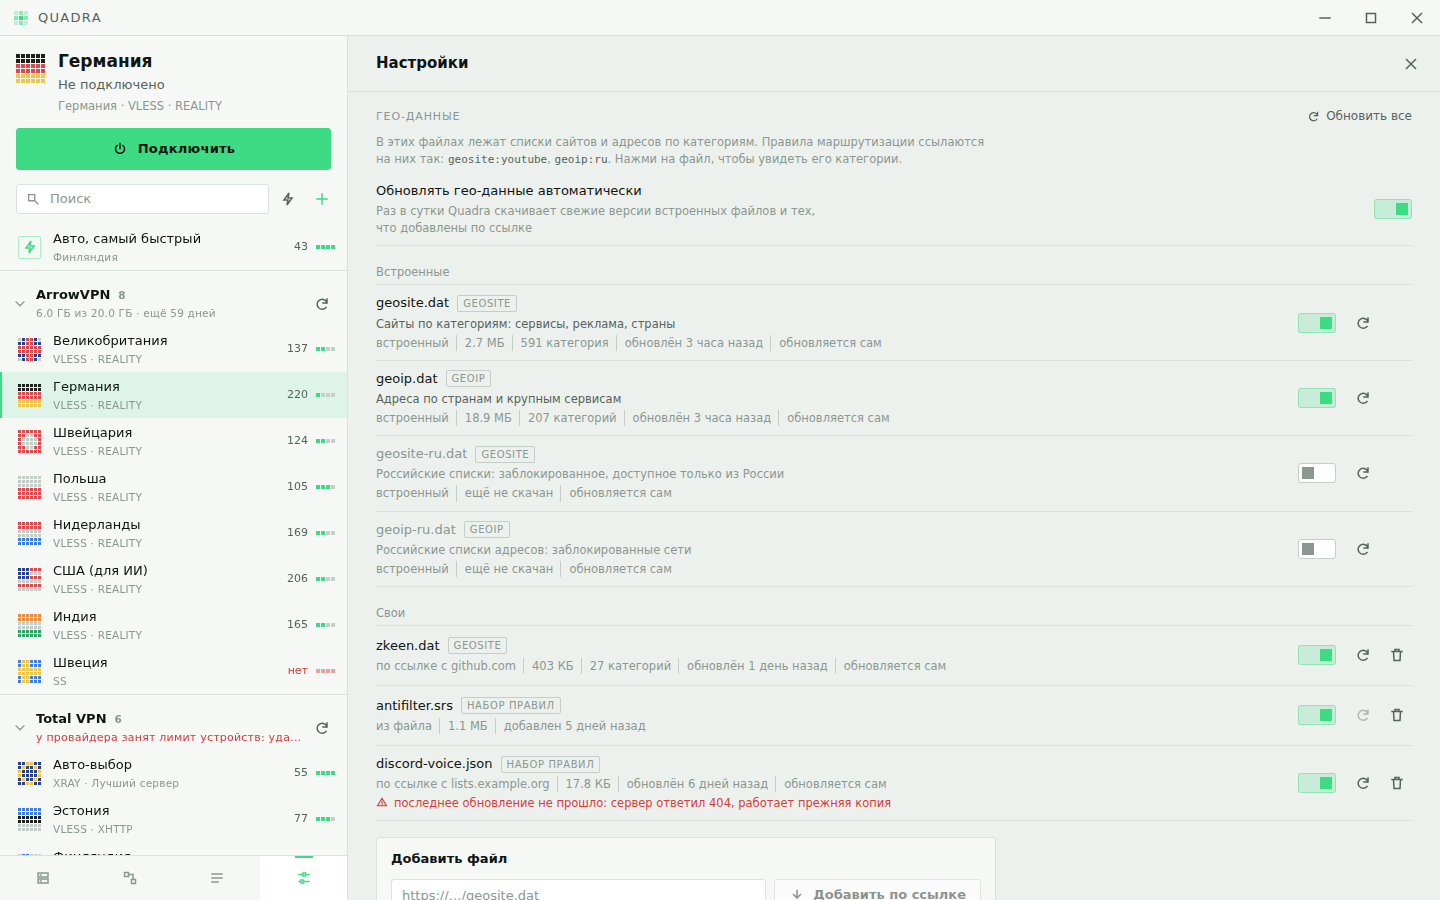 QUADRA
Германия
Не подключено
Германия · VLESS · REALITY
Подключить
Поиск
Авто, самый быстрый
Финляндия
43
ArrowVPN 8
6.0 ГБ из 20.0 ГБ · ещё 59 дней
Великобритания
VLESS · REALITY
137
Германия
VLESS · REALITY
220
Швейцария
VLESS · REALITY
124
Польша
VLESS · REALITY
105
Нидерланды
VLESS · REALITY
169
США (для ИИ)
VLESS · REALITY
206
Индия
VLESS · REALITY
165
Швеция
SS
нет
Total VPN 6
у провайдера занят лимит устройств: уда…
Авто-выбор
XRAY · Лучший сервер
55
Эстония
VLESS · XHTTP
77
Настройки
ГЕО-ДАННЫЕ
Обновить все
В этих файлах лежат списки сайтов и адресов по категориям. Правила маршрутизации ссылаются
на них так: geosite:youtube, geoip:ru. Нажми на файл, чтобы увидеть его категории.
Обновлять гео-данные автоматически
Раз в сутки Quadra скачивает свежие версии встроенных файлов и тех,
что добавлены по ссылке
Встроенные
geosite.dat GEOSITE
Сайты по категориям: сервисы, реклама, страны
встроенный 2.7 МБ 591 категория обновлён 3 часа назад обновляется сам
geoip.dat GEOIP
Адреса по странам и крупным сервисам
встроенный 18.9 МБ 207 категорий обновлён 3 часа назад обновляется сам
geosite-ru.dat GEOSITE
Российские списки: заблокированное, доступное только из России
встроенный ещё не скачан обновляется сам
geoip-ru.dat GEOIP
Российские списки адресов: заблокированные сети
встроенный ещё не скачан обновляется сам
Свои
zkeen.dat GEOSITE
по ссылке с github.com 403 КБ 27 категорий обновлён 1 день назад обновляется сам
antifilter.srs НАБОР ПРАВИЛ
из файла 1.1 МБ добавлен 5 дней назад
discord-voice.json НАБОР ПРАВИЛ
по ссылке с lists.example.org 17.8 КБ обновлён 6 дней назад обновляется сам
последнее обновление не прошло: сервер ответил 404, работает прежняя копия
Добавить файл
https://…/geosite.dat
Добавить по ссылке